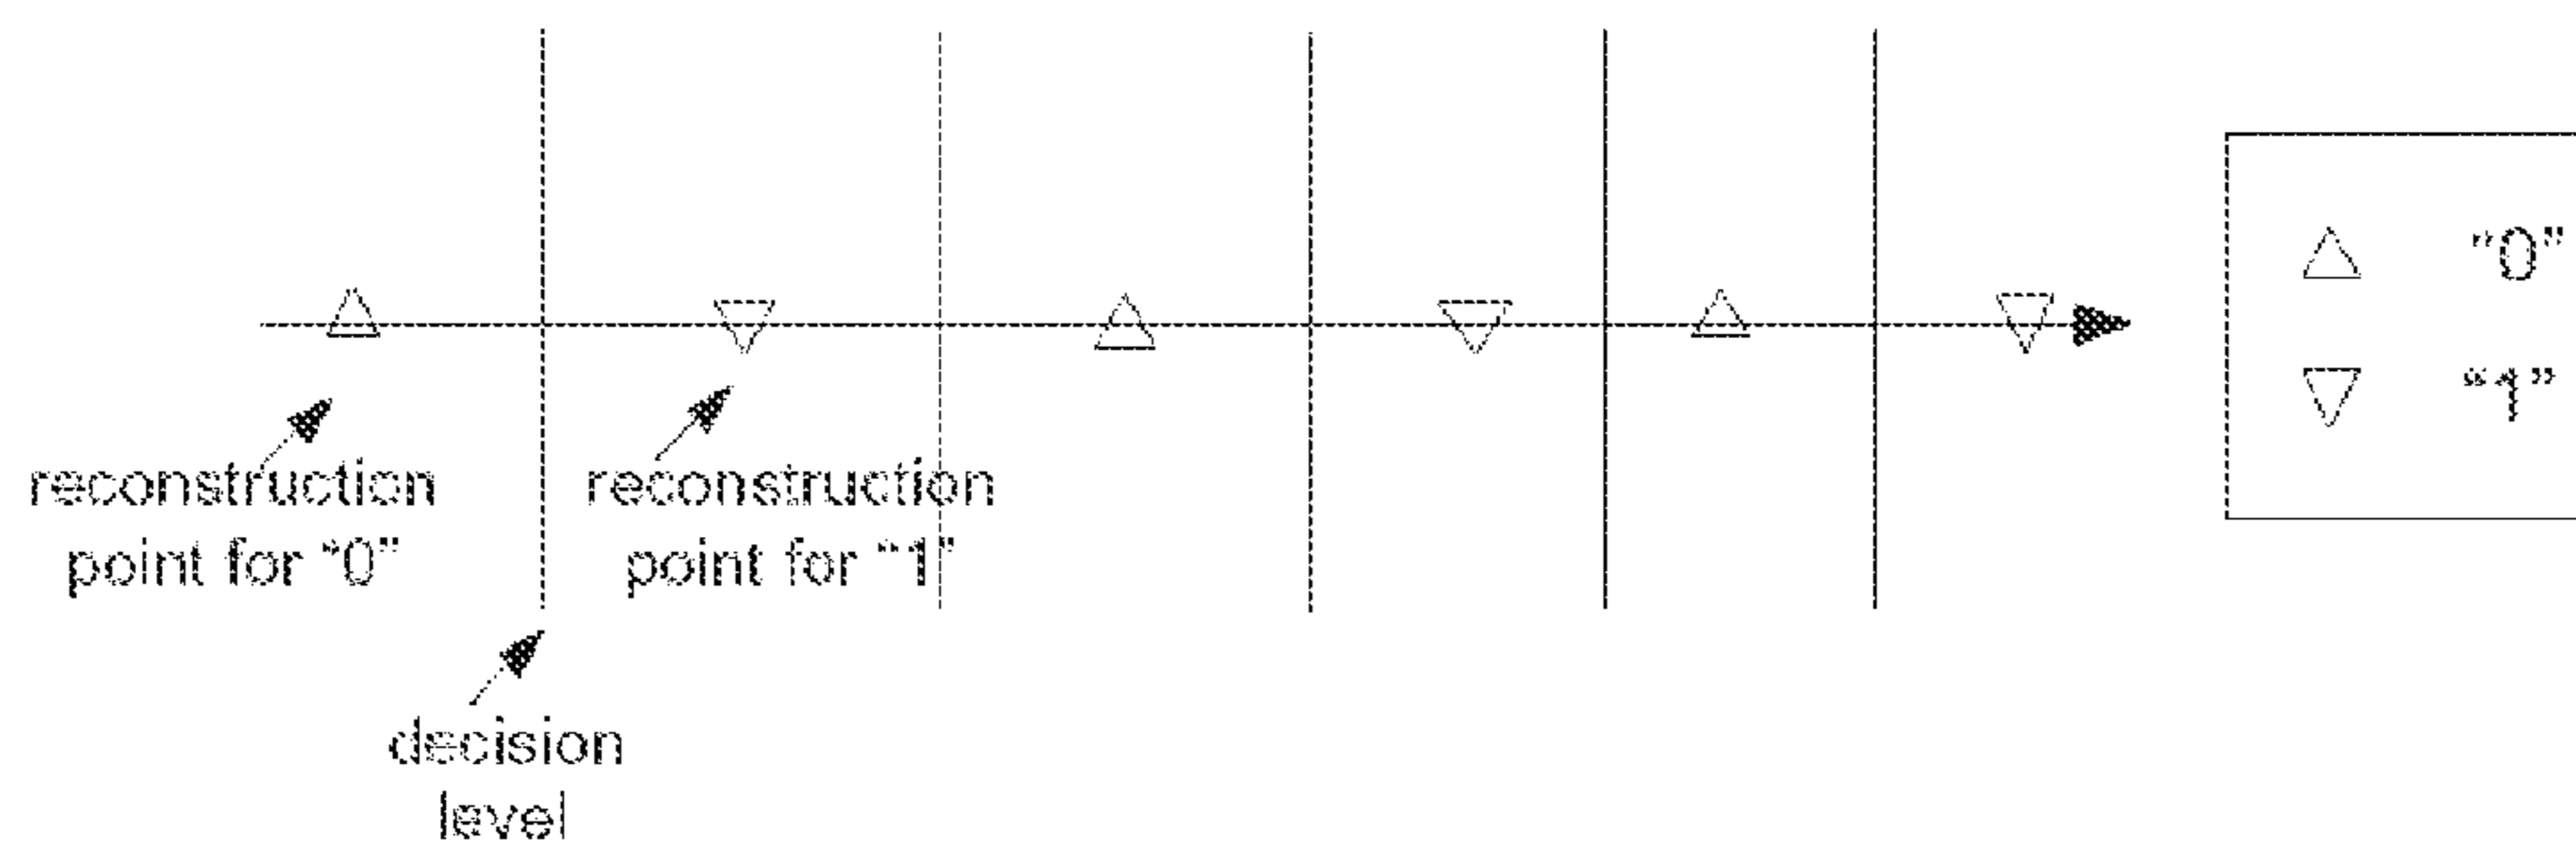 "0"
"1"
reconstruction
point for "0"
reconstruction
point for "1"
decision
level